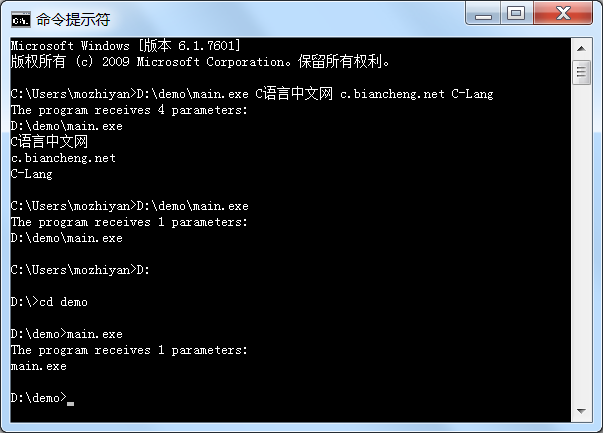 命令提示符
Microsoft Windows [版本 6.1.7601]
版权所有 (c) 2009 Microsoft Corporation。保留所有权利。
C:\Users\mozhiyan>D:\demo\main.exe C语言中文网 c.biancheng.net C-Lang
The program receives 4 parameters:
D:\demo\main.exe
C语言中文网
c.biancheng.net
C-Lang
C:\Users\mozhiyan>D:\demo\main.exe
The program receives 1 parameters:
D:\demo\main.exe
C:\Users\mozhiyan>D:
D:\>cd demo
D:\demo>main.exe
The program receives 1 parameters:
main.exe
D:\demo>